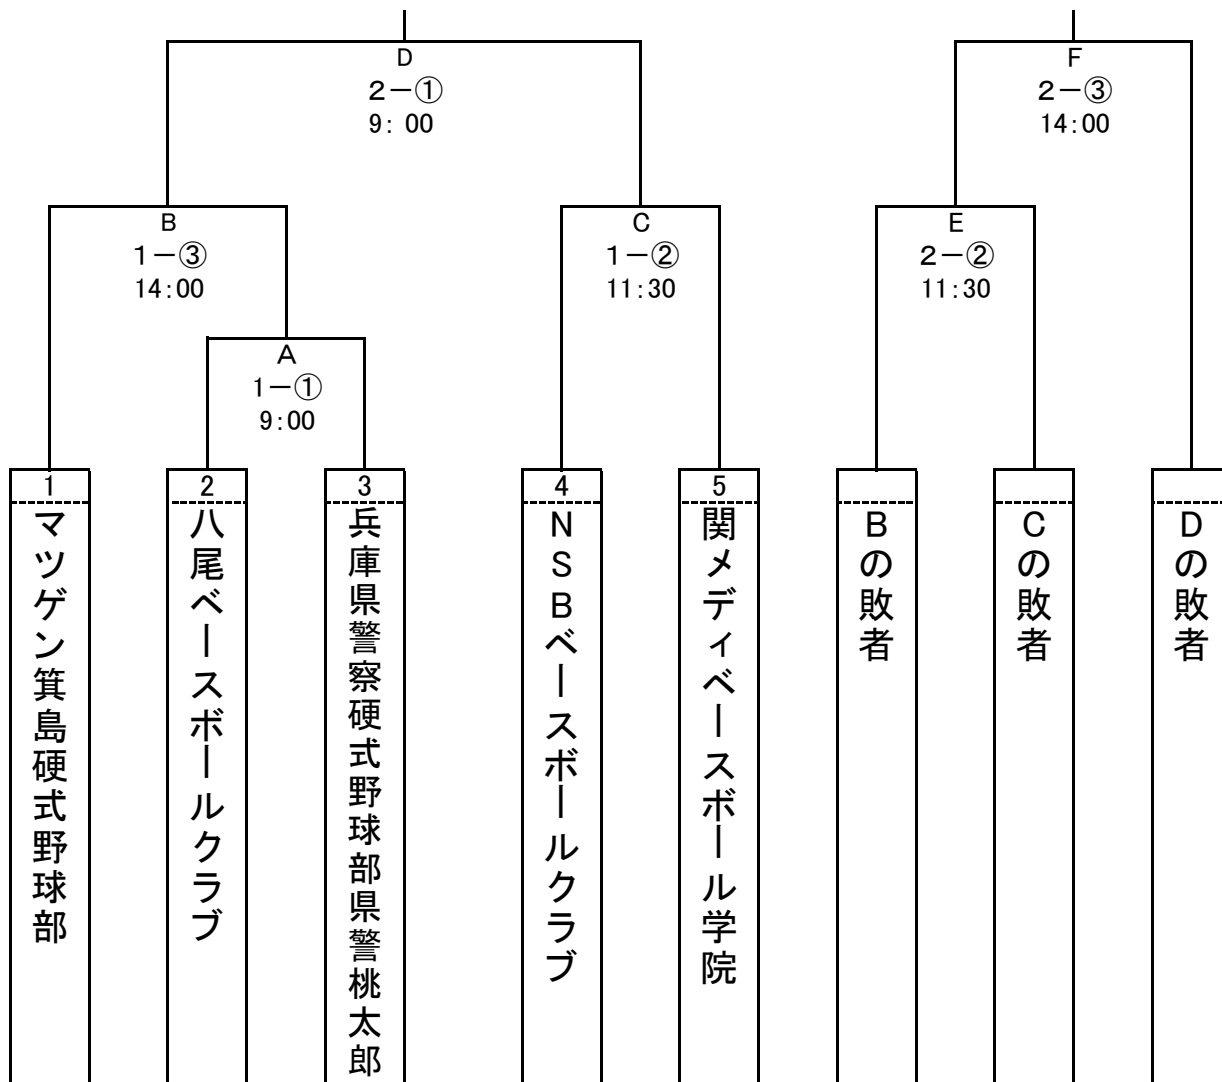 D
2－①
9：00
F
2－③
14：00
B
1－③
14：00
C
1－②
11：30
E
2－②
11：30
A
1－①
9：00
1
マツゲン箕島硬式野球部
2
八尾ベースボールクラブ
3
兵庫県警察硬式野球部県警桃太郎
4
NSBベースボールクラブ
5
関メディベースボール学院
Bの敗者
Cの敗者
Dの敗者